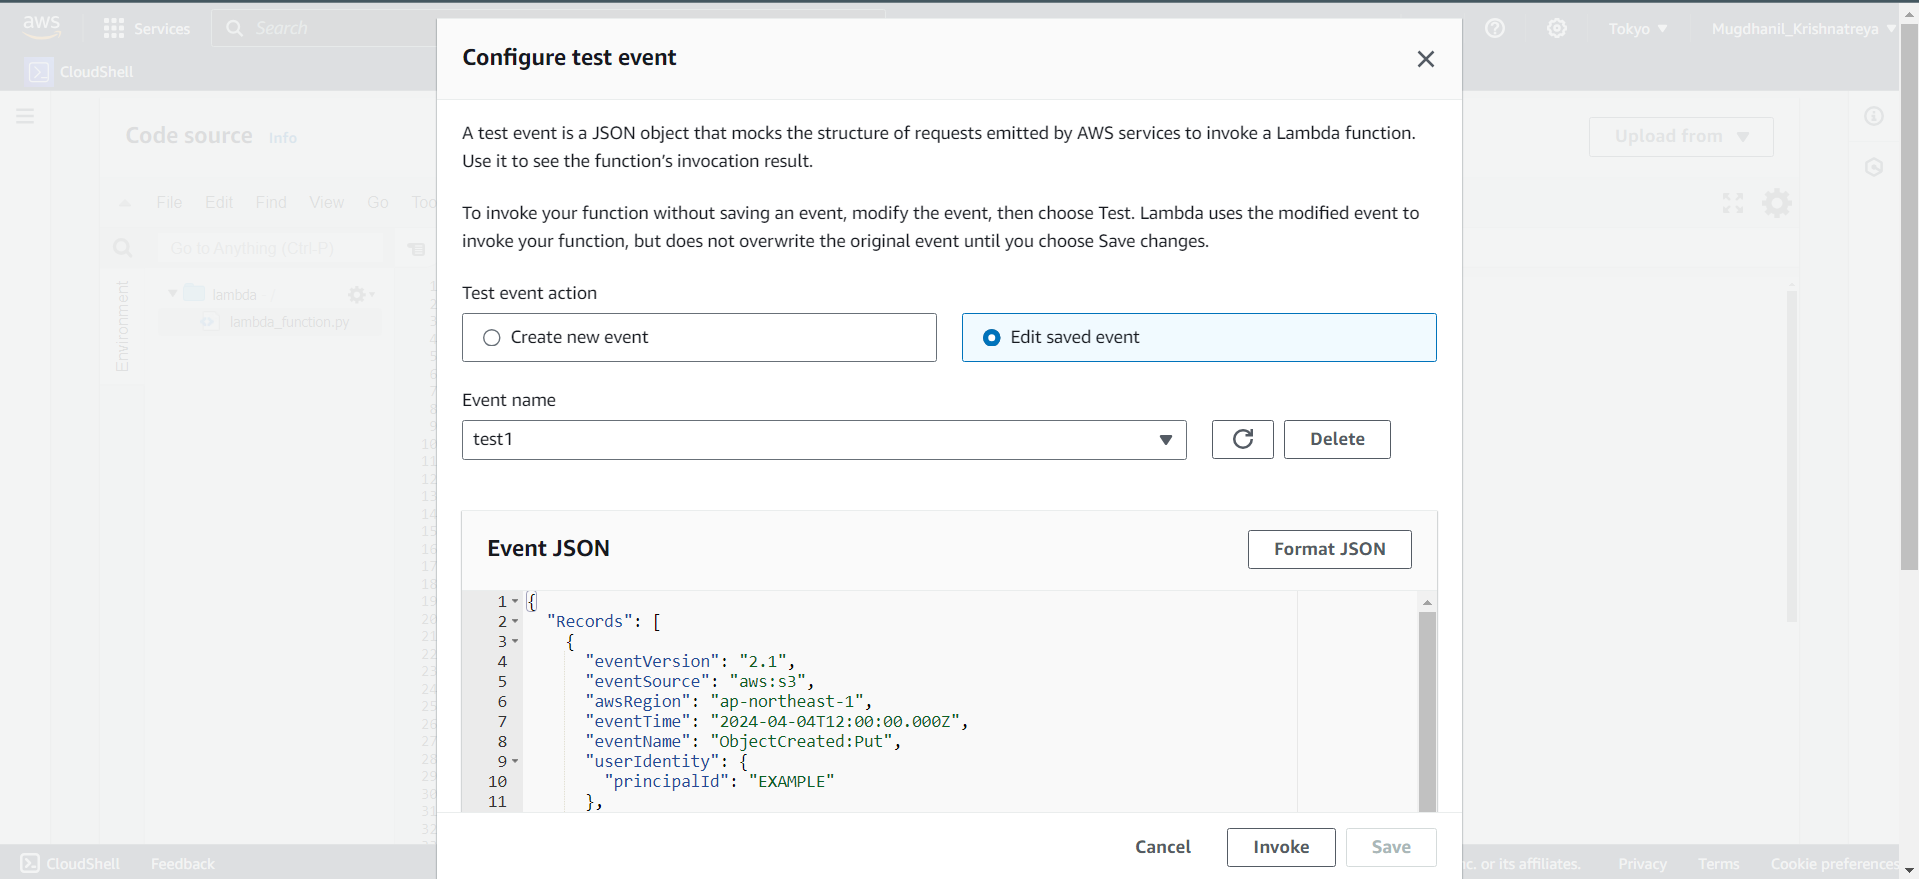 aws
Services
Search
Tokyo
Mugdhanil_Krishnatreya
CloudShell
Code source
Info
Upload from
File Edit Find View Go Too
Go to Anything (Ctrl-P)
Environment
lambda /
lambda_function.py
Configure test event
A test event is a JSON object that mocks the structure of requests emitted by AWS services to invoke a Lambda function.
Use it to see the function's invocation result.
To invoke your function without saving an event, modify the event, then choose Test. Lambda uses the modified event to
invoke your function, but does not overwrite the original event until you choose Save changes.
Test event action
Create new event
Edit saved event
Event name
test1
Delete
Event JSON
Format JSON
1 {
2 "Records": [
3 {
4 "eventVersion": "2.1",
5 "eventSource": "aws:s3",
6 "awsRegion": "ap-northeast-1",
7 "eventTime": "2024-04-04T12:00:00.000Z",
8 "eventName": "ObjectCreated:Put",
9 "userIdentity": {
10 "principalId": "EXAMPLE"
11 },
Cancel
Invoke
Save
CloudShell
Feedback
nc. or its affiliates.
Privacy
Terms
Cookie preferences